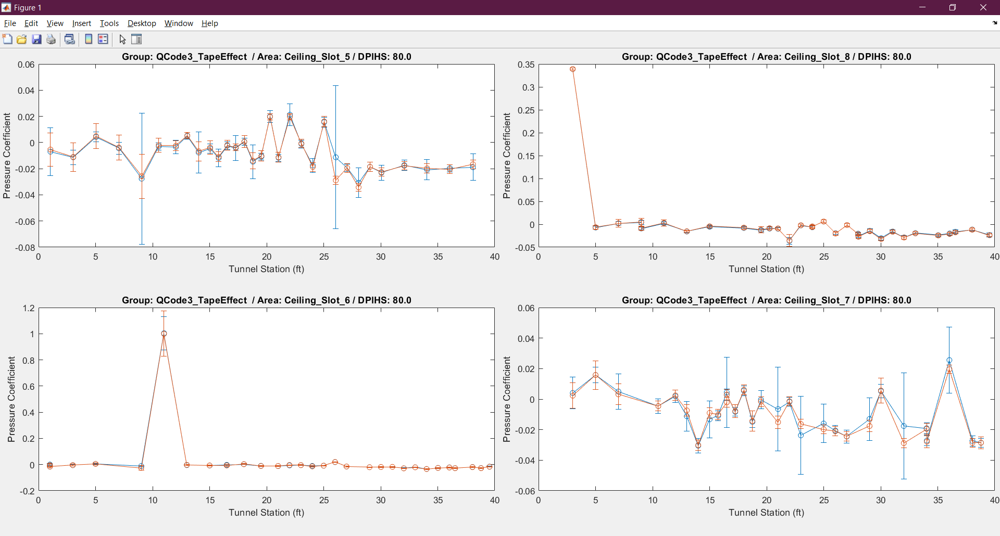 Figure 1
File Edit View Insert Tools Desktop Window Help
Group: QCode3_TapeEffect / Area: Ceiling_Slot_5 / DPIHS: 80.0
0.06
0.04
0.02
0
-0.02
-0.04
-0.06
-0.08
Pressure Coefficient
0 5 10 15 20 25 30 35 40
Tunnel Station (ft)
Group: QCode3_TapeEffect / Area: Ceiling_Slot_8 / DPIHS: 80.0
0.35
0.3
0.25
0.2
0.15
0.1
0.05
0
-0.05
Pressure Coefficient
0 5 10 15 20 25 30 35 40
Tunnel Station (ft)
Group: QCode3_TapeEffect / Area: Ceiling_Slot_6 / DPIHS: 80.0
1.2
1
0.8
0.6
0.4
0.2
0
-0.2
Pressure Coefficient
0 5 10 15 20 25 30 35 40
Tunnel Station (ft)
Group: QCode3_TapeEffect / Area: Ceiling_Slot_7 / DPIHS: 80.0
0.06
0.04
0.02
0
-0.02
-0.04
-0.06
Pressure Coefficient
0 5 10 15 20 25 30 35 40
Tunnel Station (ft)